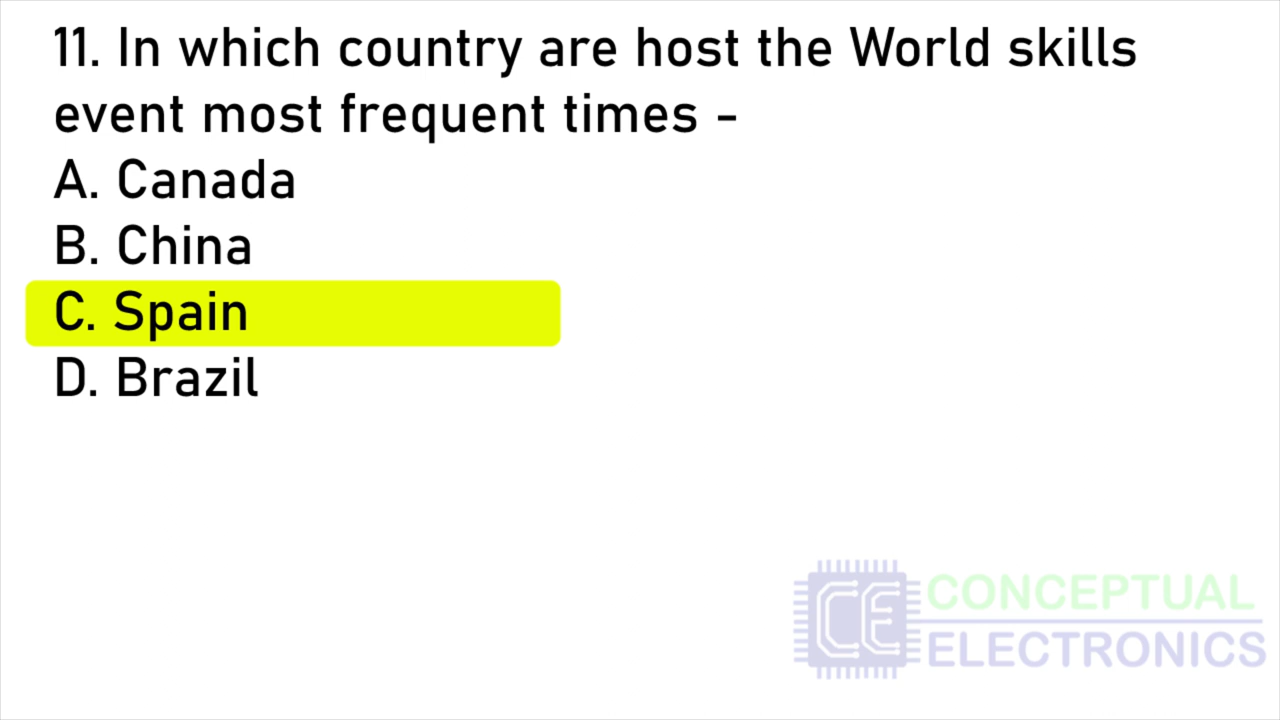 11. In which country are host the World skills
event most frequent times -
A. Canada
B. China
C. Spain
D. Brazil
CE CONCEPTUAL
ELECTRONICS